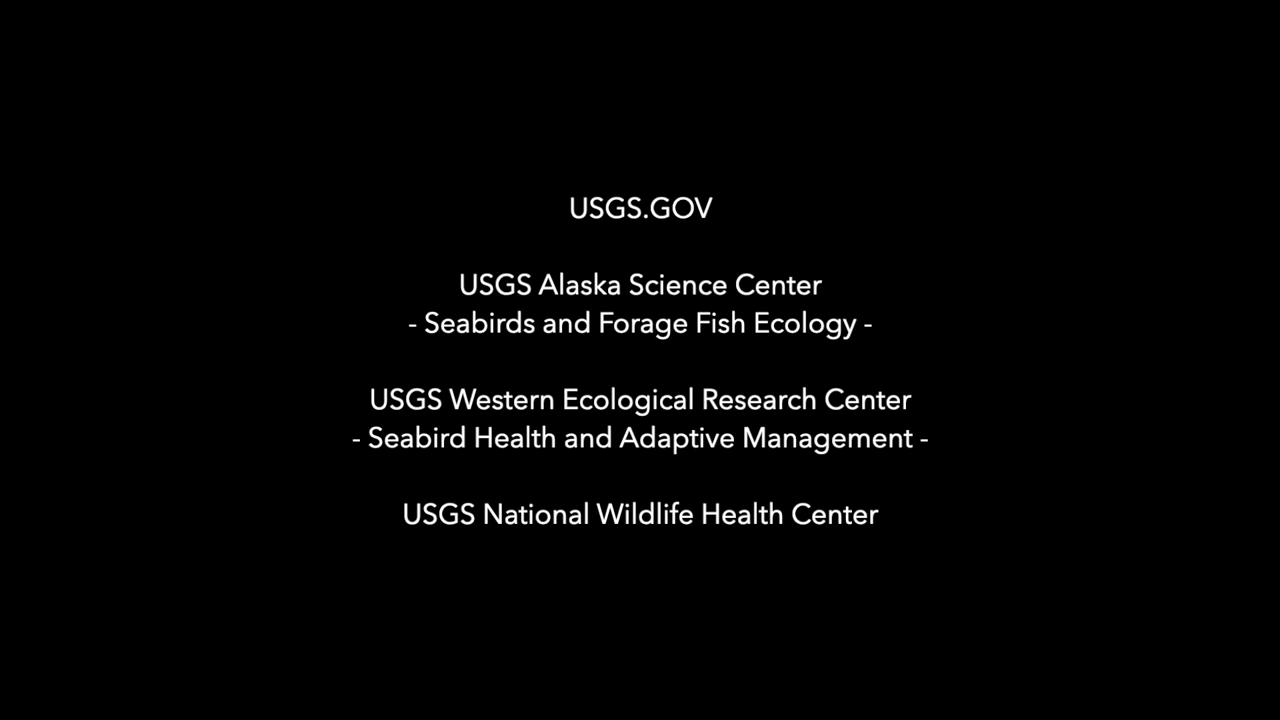 USGS.GOV
USGS Alaska Science Center
- Seabirds and Forage Fish Ecology -
USGS Western Ecological Research Center
- Seabird Health and Adaptive Management -
USGS National Wildlife Health Center